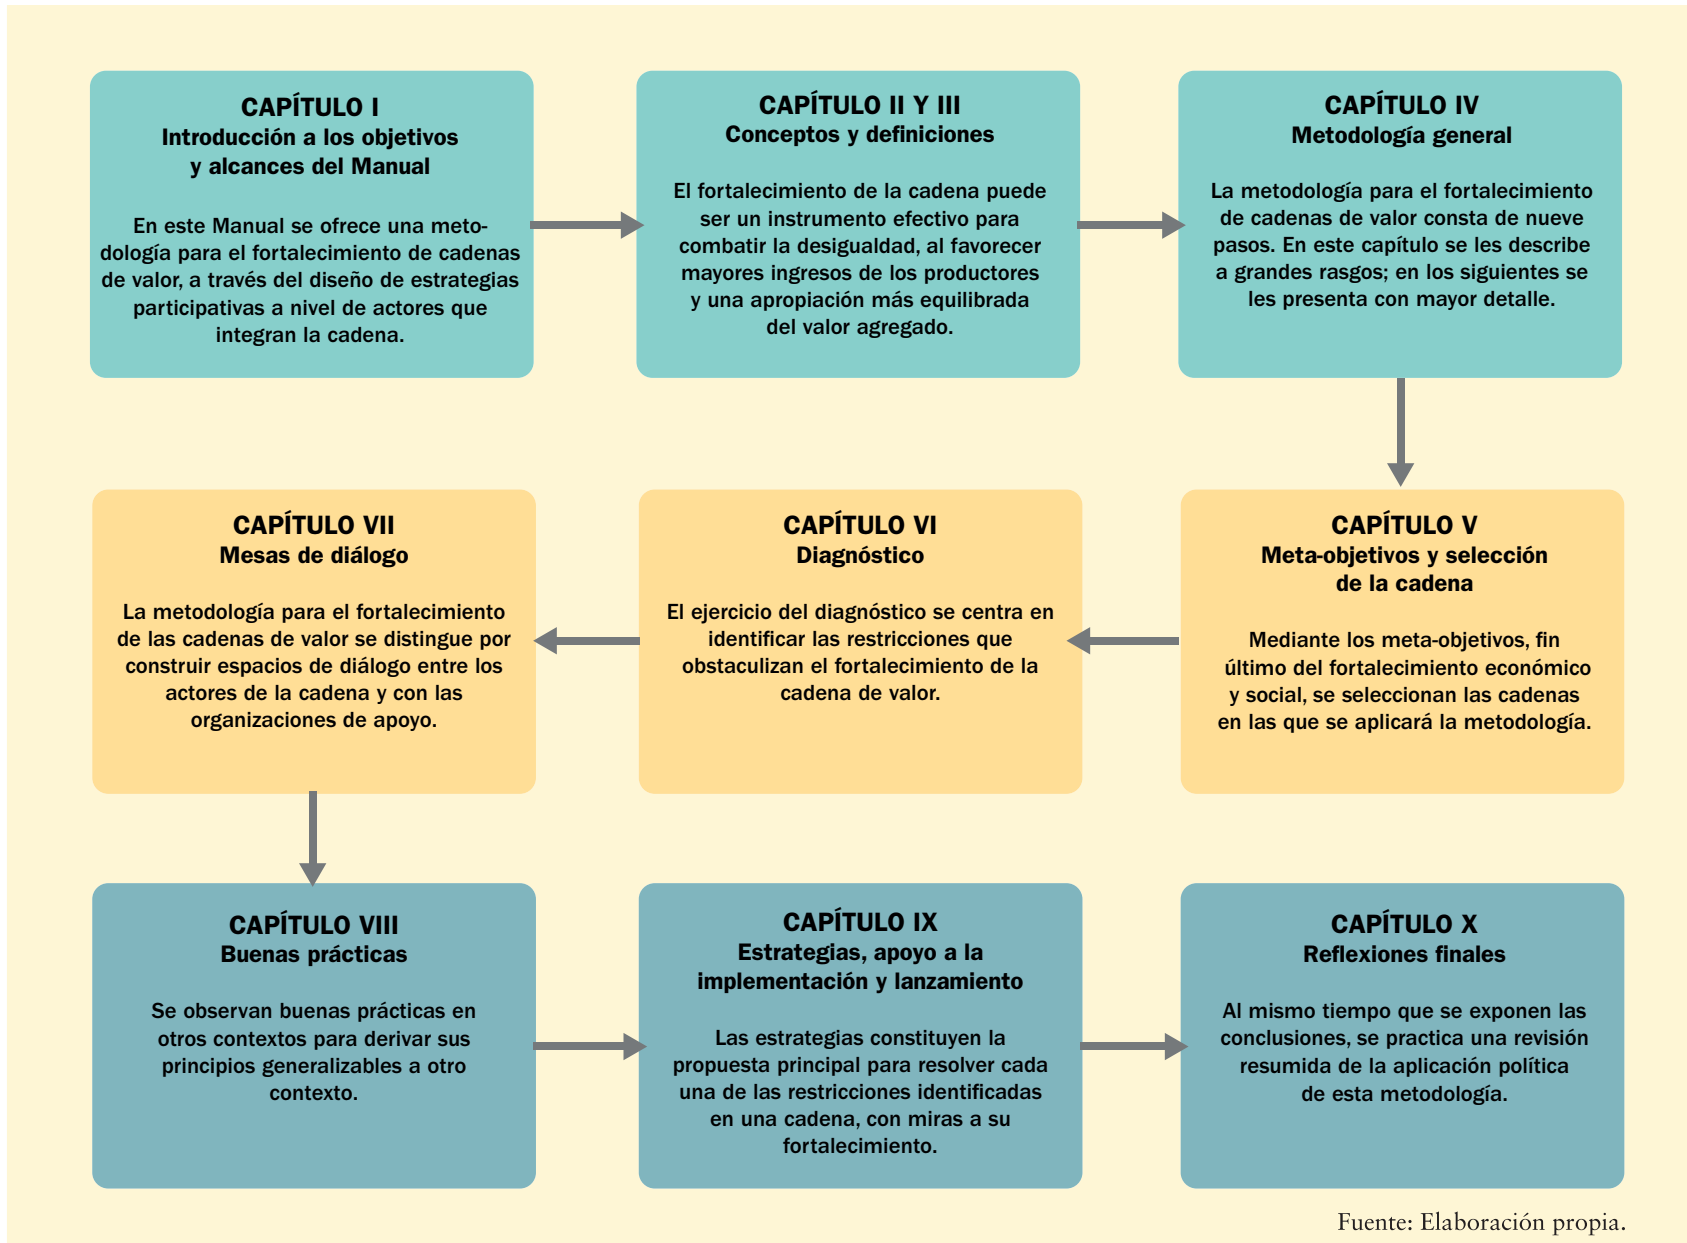 CAPÍTULO I
Introducción a los objetivos
y alcances del Manual
En este Manual se ofrece una meto-
dología para el fortalecimiento de cadenas
de valor, a través del diseño de estrategias
participativas a nivel de actores que
integran la cadena.
CAPÍTULO II Y III
Conceptos y definiciones
El fortalecimiento de la cadena puede
ser un instrumento efectivo para
combatir la desigualdad, al favorecer
mayores ingresos de los productores
y una apropiación más equilibrada
del valor agregado.
CAPÍTULO IV
Metodología general
La metodología para el fortalecimiento
de cadenas de valor consta de nueve
pasos. En este capítulo se les describe
a grandes rasgos; en los siguientes se
les presenta con mayor detalle.
CAPÍTULO V
Meta-objetivos y selección
de la cadena
Mediante los meta-objetivos, fin
último del fortalecimiento económico
y social, se seleccionan las cadenas
en las que se aplicará la metodología.
CAPÍTULO VI
Diagnóstico
El ejercicio del diagnóstico se centra en
identificar las restricciones que
obstaculizan el fortalecimiento de la
cadena de valor.
CAPÍTULO VII
Mesas de diálogo
La metodología para el fortalecimiento
de las cadenas de valor se distingue por
construir espacios de diálogo entre los
actores de la cadena y con las
organizaciones de apoyo.
CAPÍTULO VIII
Buenas prácticas
Se observan buenas prácticas en
otros contextos para derivar sus
principios generalizables a otro
contexto.
CAPÍTULO IX
Estrategias, apoyo a la
implementación y lanzamiento
Las estrategias constituyen la
propuesta principal para resolver cada
una de las restricciones identificadas
en una cadena, con miras a su
fortalecimiento.
CAPÍTULO X
Reflexiones finales
Al mismo tiempo que se exponen las
conclusiones, se practica una revisión
resumida de la aplicación política
de esta metodología.
Fuente: Elaboración propia.